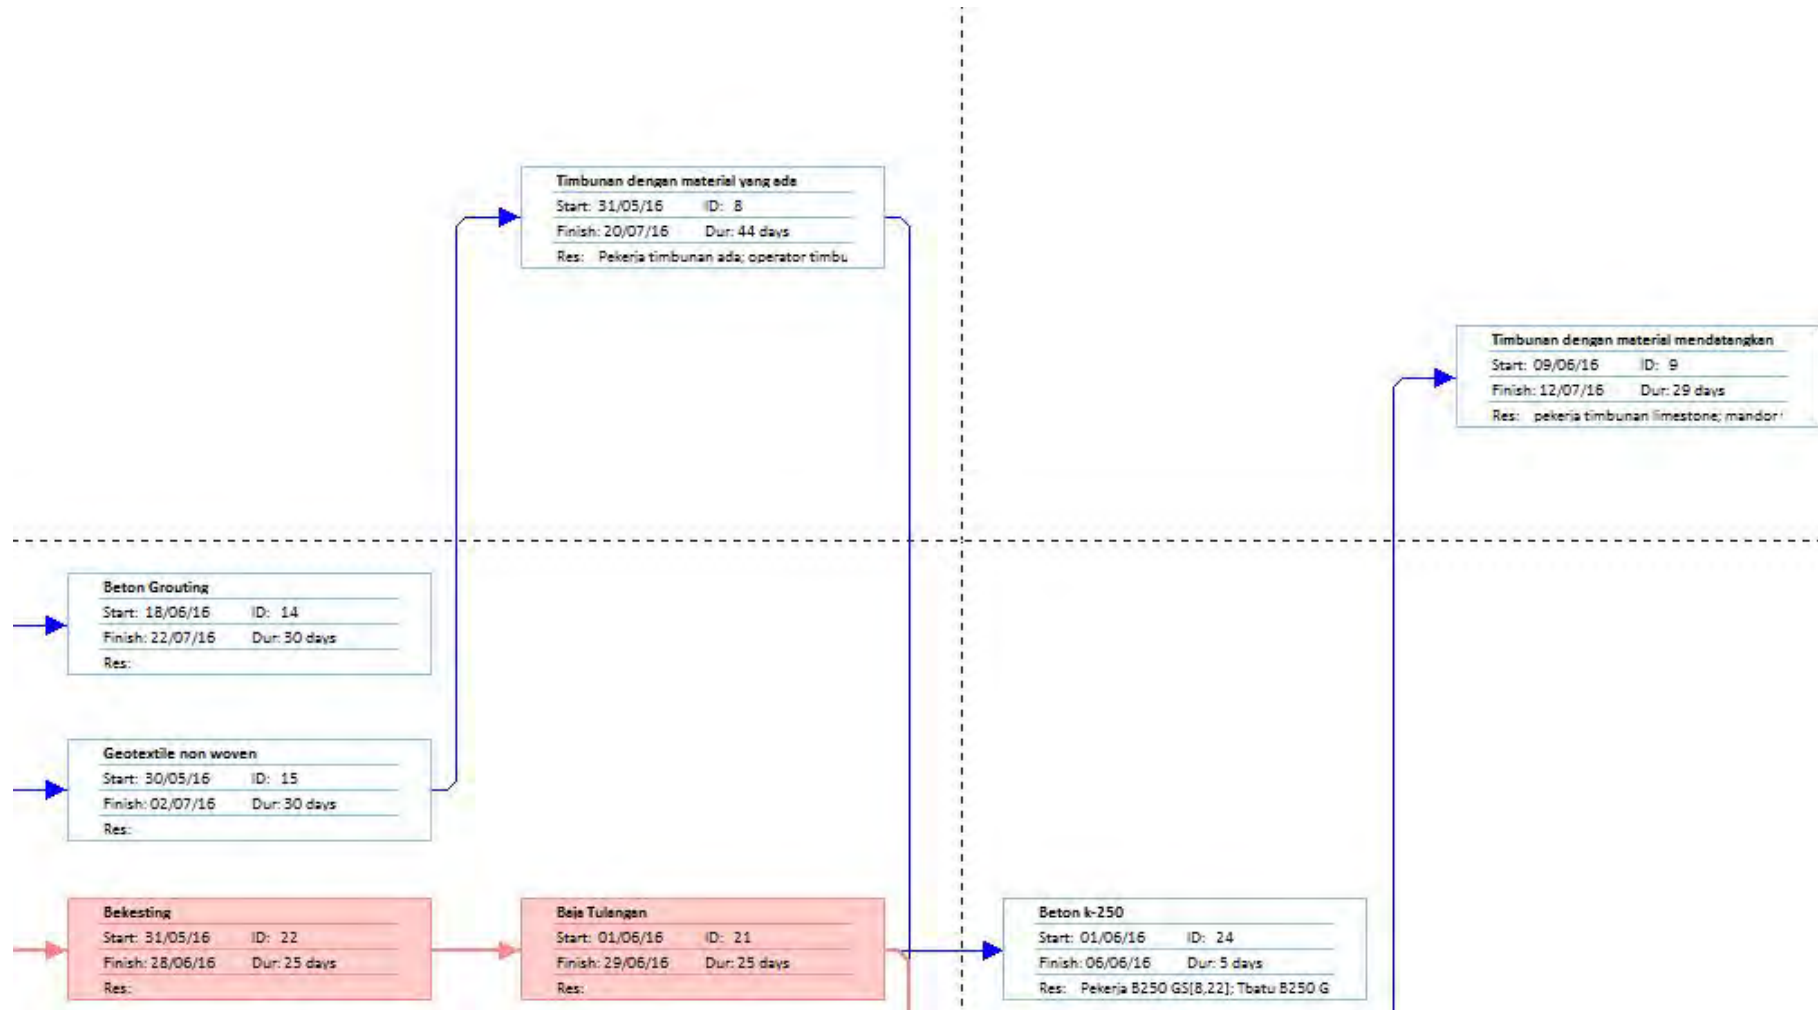 Timbunan dengan material yang ada
Start: 31/05/16 ID: 8
Finish: 20/07/16 Dur: 44 days
Res: Pekerja timbunan ada; operator timbu
Timbunan dengan material mendatangkan
Start: 09/06/16 ID: 9
Finish: 12/07/16 Dur: 29 days
Res: pekerja timbunan limestone; mandor
Beton Grouting
Start: 18/06/16 ID: 14
Finish: 22/07/16 Dur: 30 days
Res:
Geotextile non woven
Start: 30/05/16 ID: 15
Finish: 02/07/16 Dur: 30 days
Res:
Bekesting
Start: 31/05/16 ID: 22
Finish: 28/06/16 Dur: 25 days
Res:
Baja Tulangan
Start: 01/06/16 ID: 21
Finish: 29/06/16 Dur: 25 days
Res:
Beton k-250
Start: 01/06/16 ID: 24
Finish: 06/06/16 Dur: 5 days
Res: Pekerja B250 GS[8,22]; Tbatu B250 G